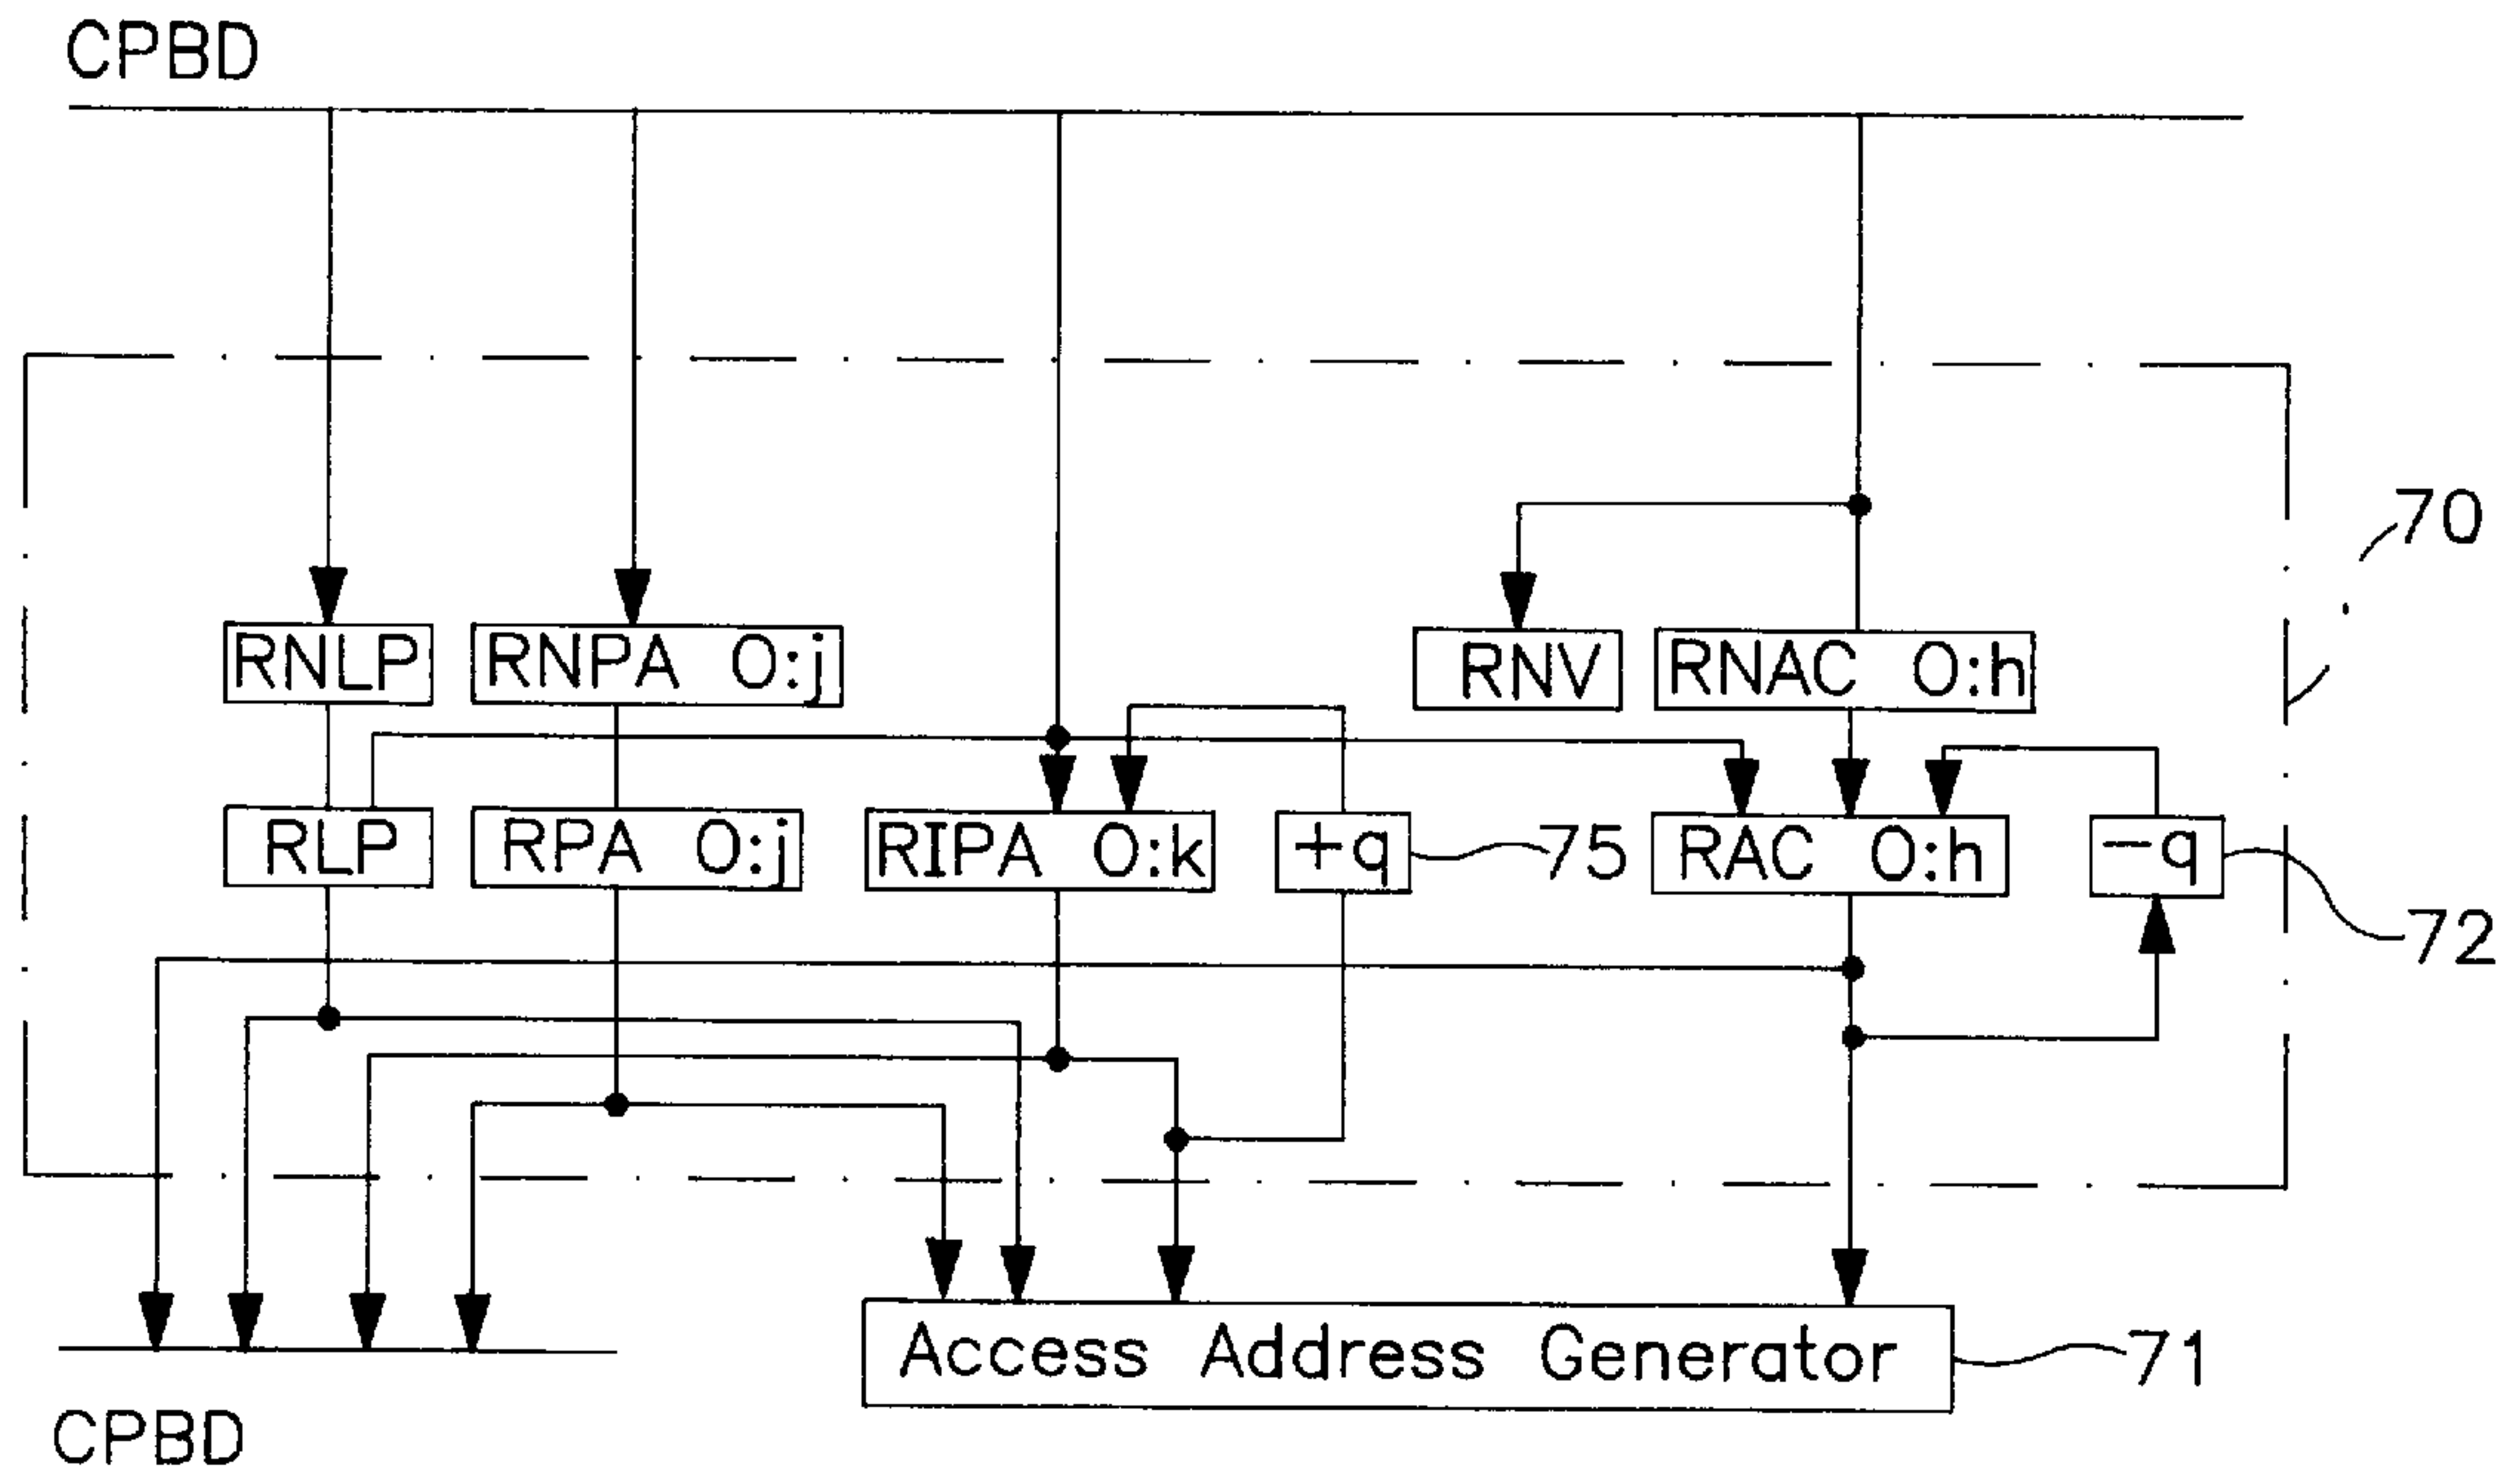 CPBD
70
RNLP
RNPA 0:j
RNV
RNAC 0:h
RLP
RPA 0:j
RIPA 0:k
+q
75
RAC 0:h
-q
72
Access Address Generator
71
CPBD